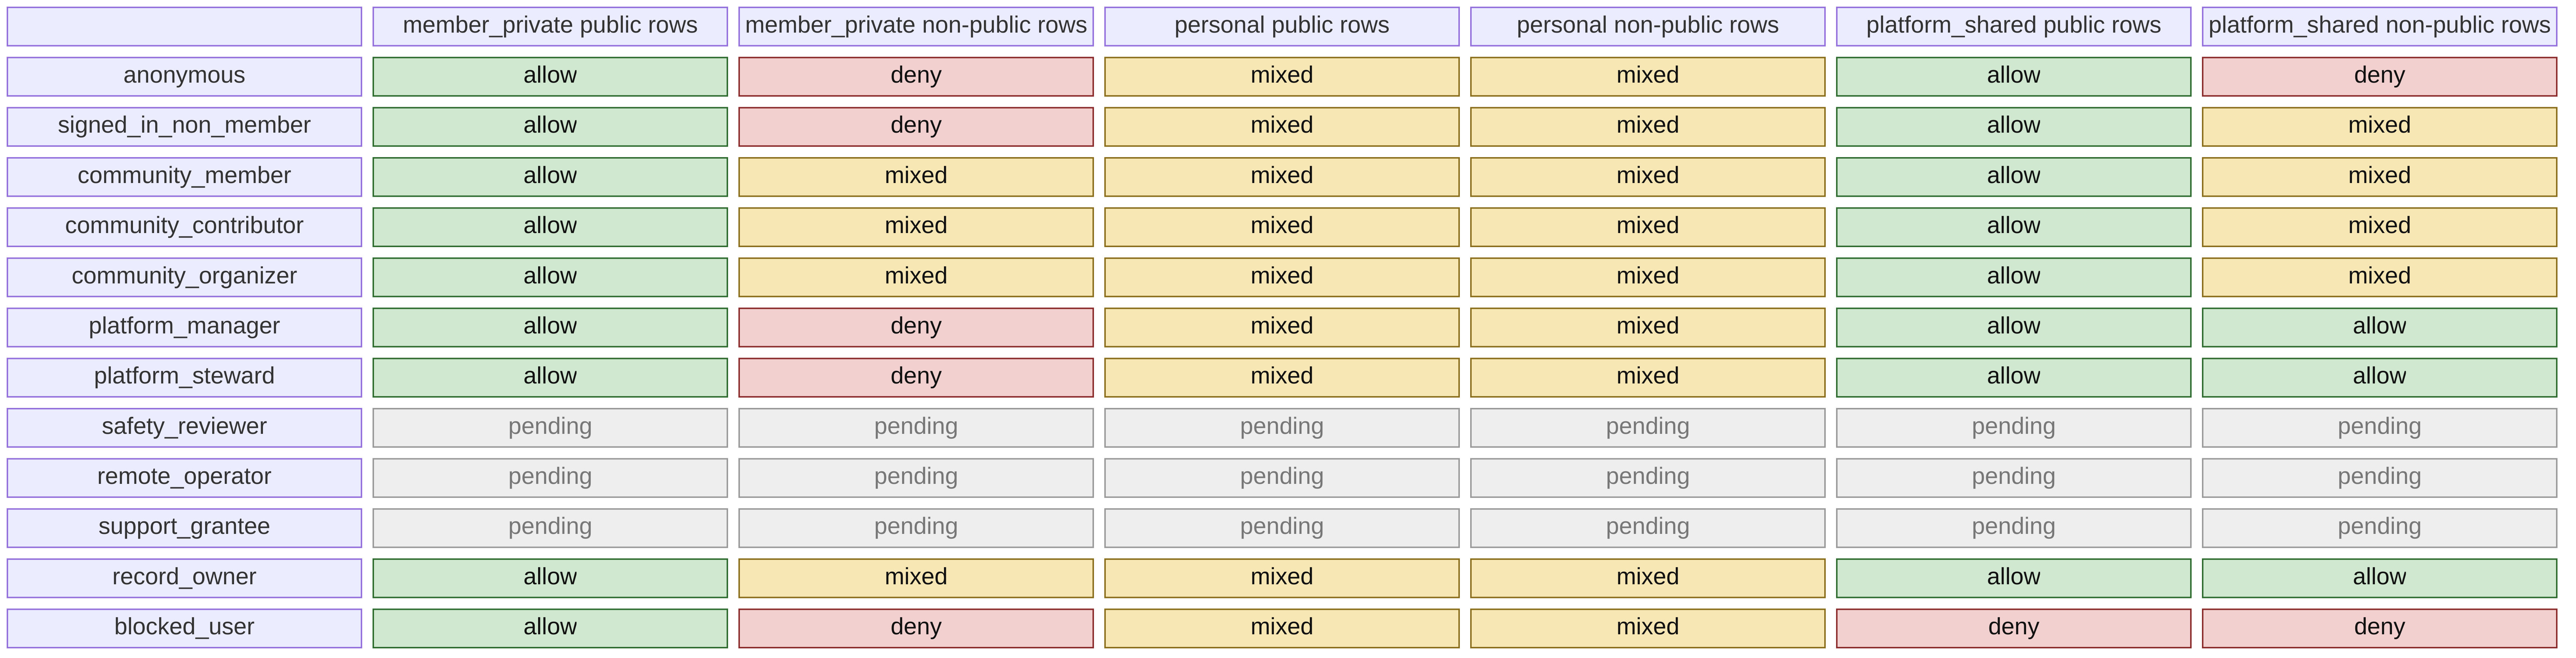 member_private public rows member_private non-public rows personal public rows personal non-public rows platform_shared public rows platform_shared non-public rows
anonymous allow deny mixed mixed allow deny
signed_in_non_member allow deny mixed mixed allow mixed
community_member allow mixed mixed mixed allow mixed
community_contributor allow mixed mixed mixed allow mixed
community_organizer allow mixed mixed mixed allow mixed
platform_manager allow deny mixed mixed allow allow
platform_steward allow deny mixed mixed allow allow
safety_reviewer pending pending pending pending pending pending
remote_operator pending pending pending pending pending pending
support_grantee pending pending pending pending pending pending
record_owner allow mixed mixed mixed allow allow
blocked_user allow deny mixed mixed deny deny